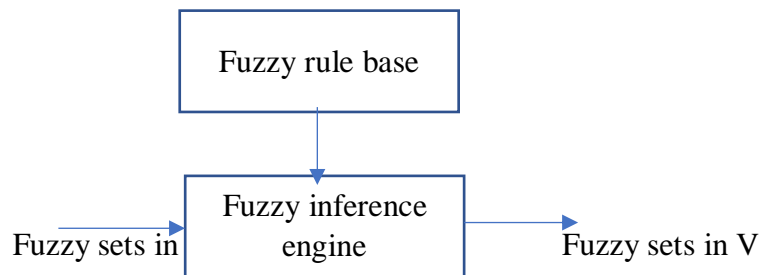 Fuzzy rule base
Fuzzy inference
engine
Fuzzy sets in
Fuzzy sets in V